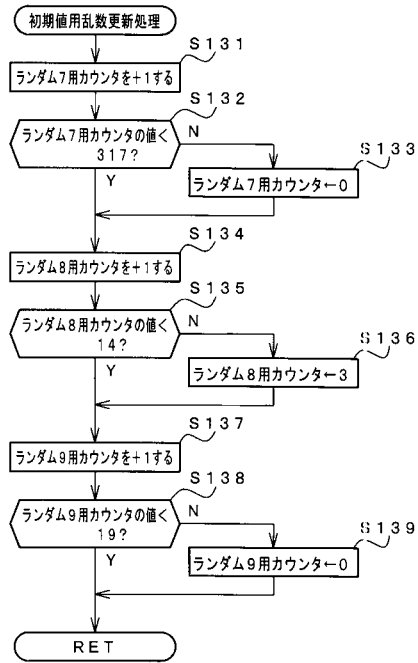 初期値用乱数更新処理
S131
ランダム7用カウンタを+1する
S132
ランダム7用カウンタの値<
317?
N
S133
Y
ランダム7用カウンタ←0
S134
ランダム8用カウンタを+1する
S135
ランダム8用カウンタの値<
14?
N
S136
Y
ランダム8用カウンタ←3
S137
ランダム9用カウンタを+1する
S138
ランダム9用カウンタの値<
19?
N
S139
Y
ランダム9用カウンタ←0
RET